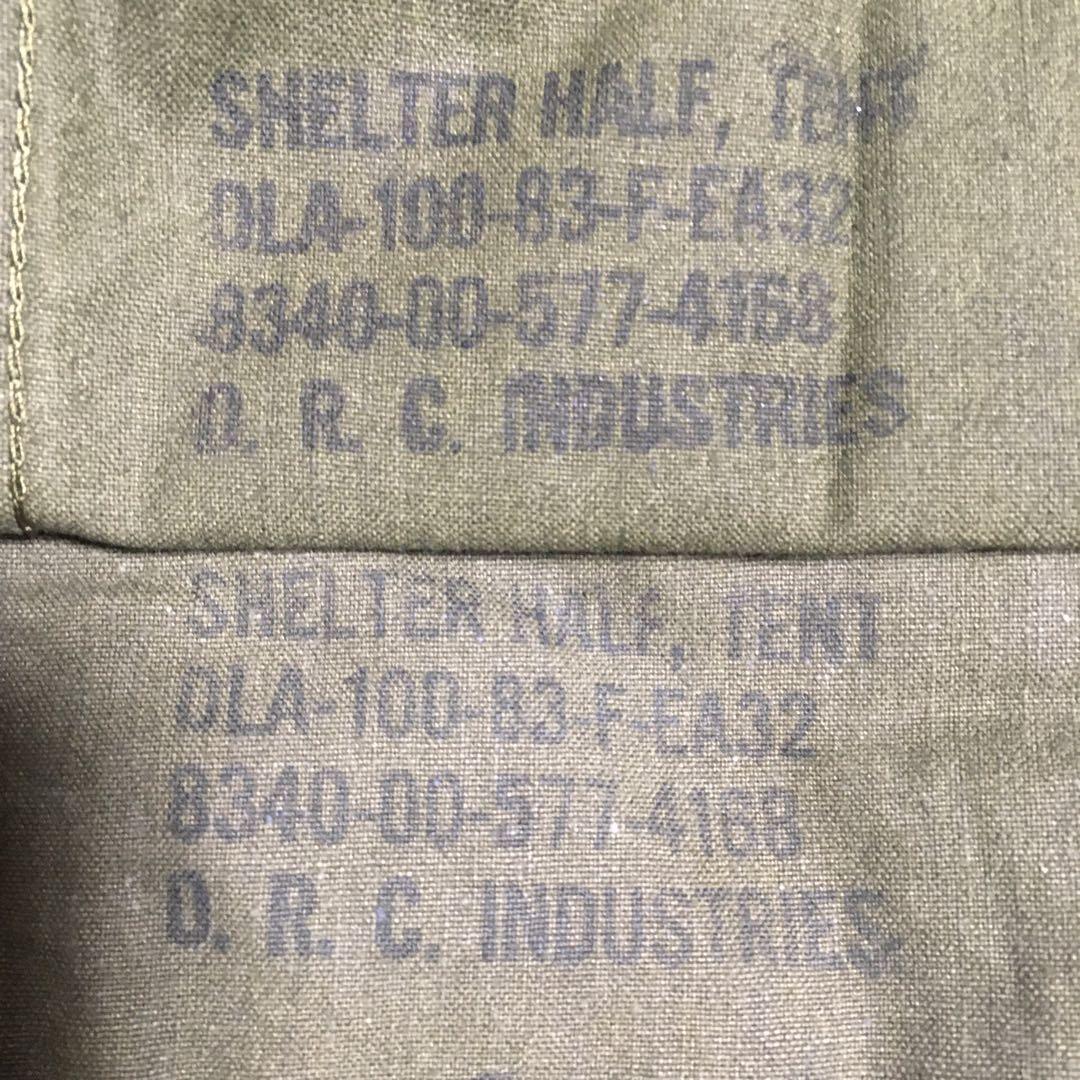 SHELTER HALF, TENT
DLA-100-83-F-EA32
8340-00-577-4168
D. R. C. INDUSTRIES
SHELTER HALF, TENT
DLA-100-83-F-EA32
8340-00-577-4168
D. R. C. INDUSTRIES